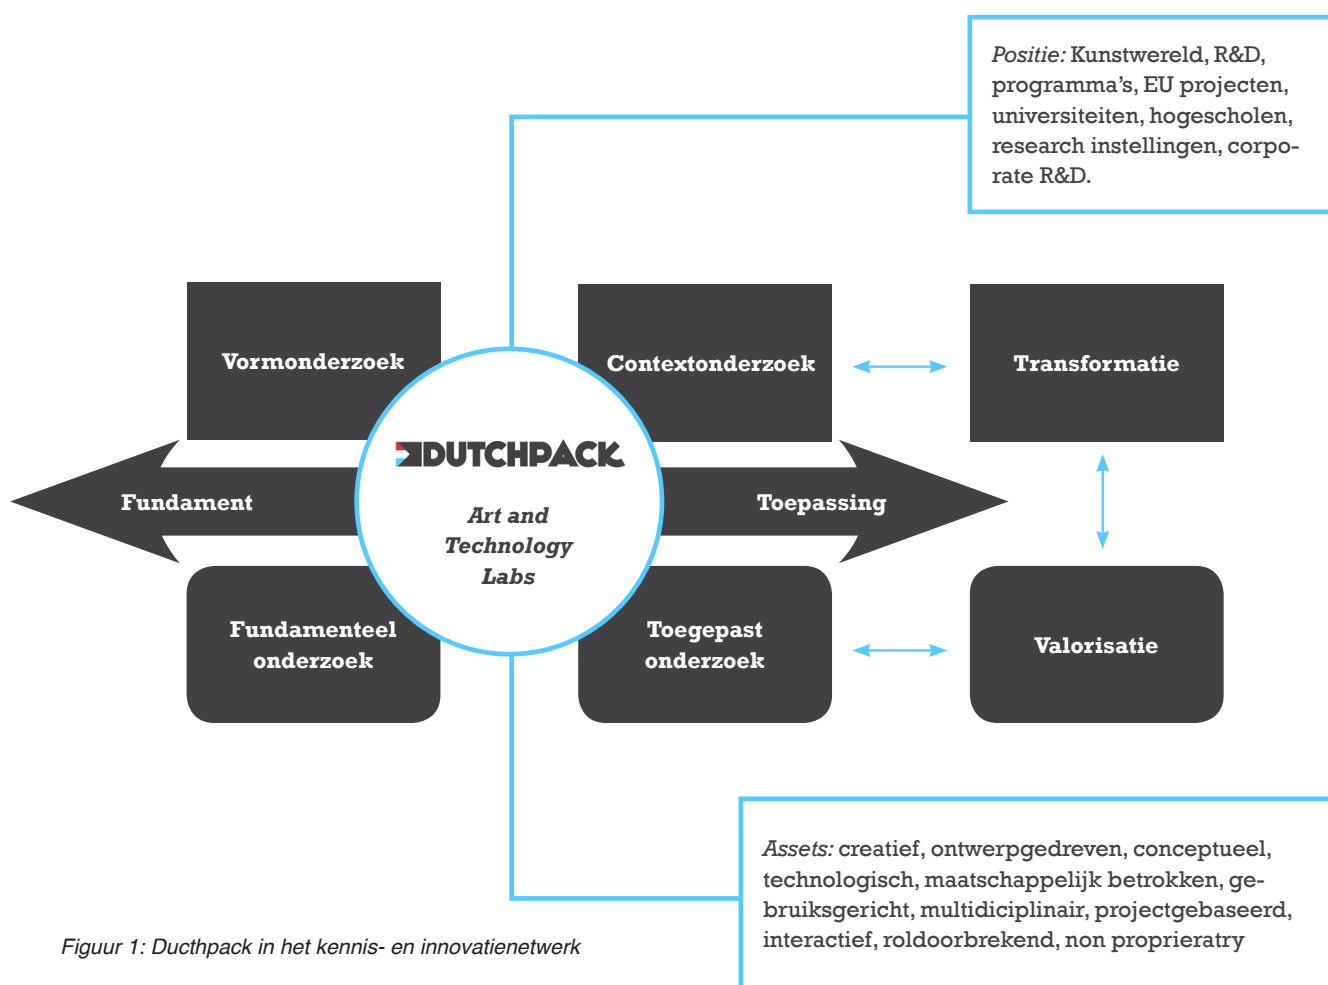 Positie: Kunstwereld, R&D,
programma's, EU projecten,
universiteiten, hogescholen,
research instellingen, corpo-
rate R&D.
Vormonderzoek
Contextonderzoek
Transformatie
DUTCHPACK
Art and
Technology
Labs
Fundament
Toepassing
Fundamenteel
onderzoek
Toegepast
onderzoek
Valorisatie
Assets: creatief, ontwerpgedreven, conceptueel,
technologisch, maatschappelijk betrokken, ge-
bruiksgericht, multidiciplinair, projectgebaseerd,
interactief, roldoorbrekend, non proprieratry
Figuur 1: Ducthpack in het kennis- en innovatienetwerk